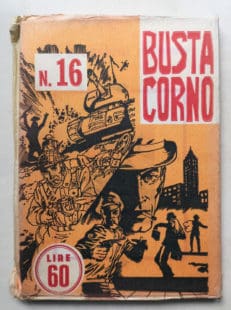 N. 16
BUSTA
CORNO
LIRE
60